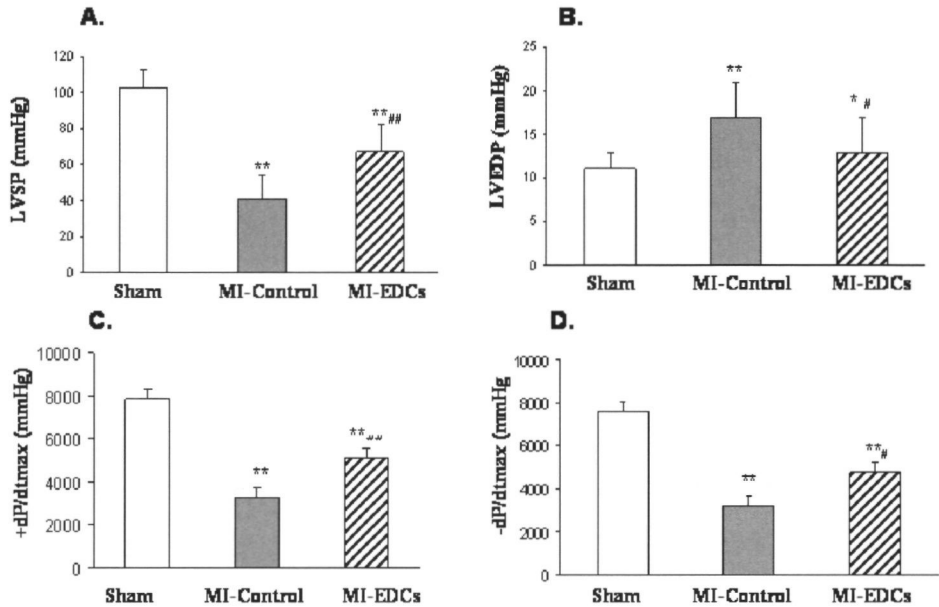 A.
LVSP (mmHg)
120
100
80
60
40
20
0
**
**##
Sham MI-Control MI-EDCs
B.
LVEDP (mmHg)
25
20
15
10
5
0
**
* #
Sham MI-Control MI-EDCs
C.
+dP/dtmax (mmHg)
10000
8000
6000
4000
2000
0
**
**##
Sham MI-Control MI-EDCs
D.
-dP/dtmax (mmHg
10000
8000
6000
4000
2000
0
**
**#
Sham MI-Control MI-EDCs